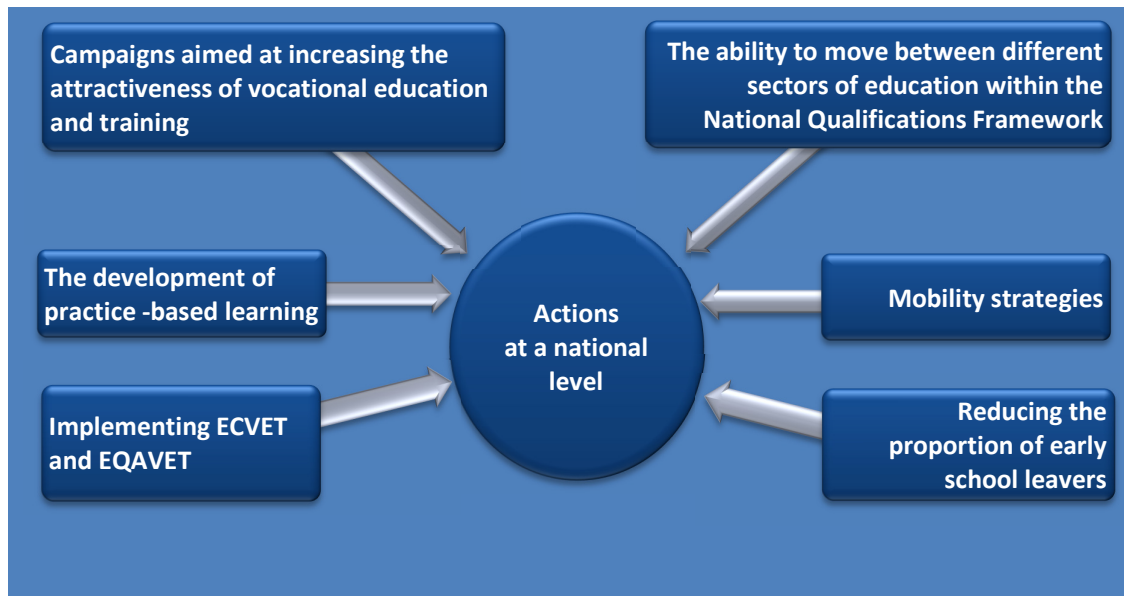 Campaigns aimed at increasing the
attractiveness of vocational education
and training
The ability to move between different
sectors of education within the
National Qualifications Framework
The development of
practice -based learning
Actions
at a national
level
Mobility strategies
Implementing ECVET
and EQAVET
Reducing the
proportion of early
school leavers